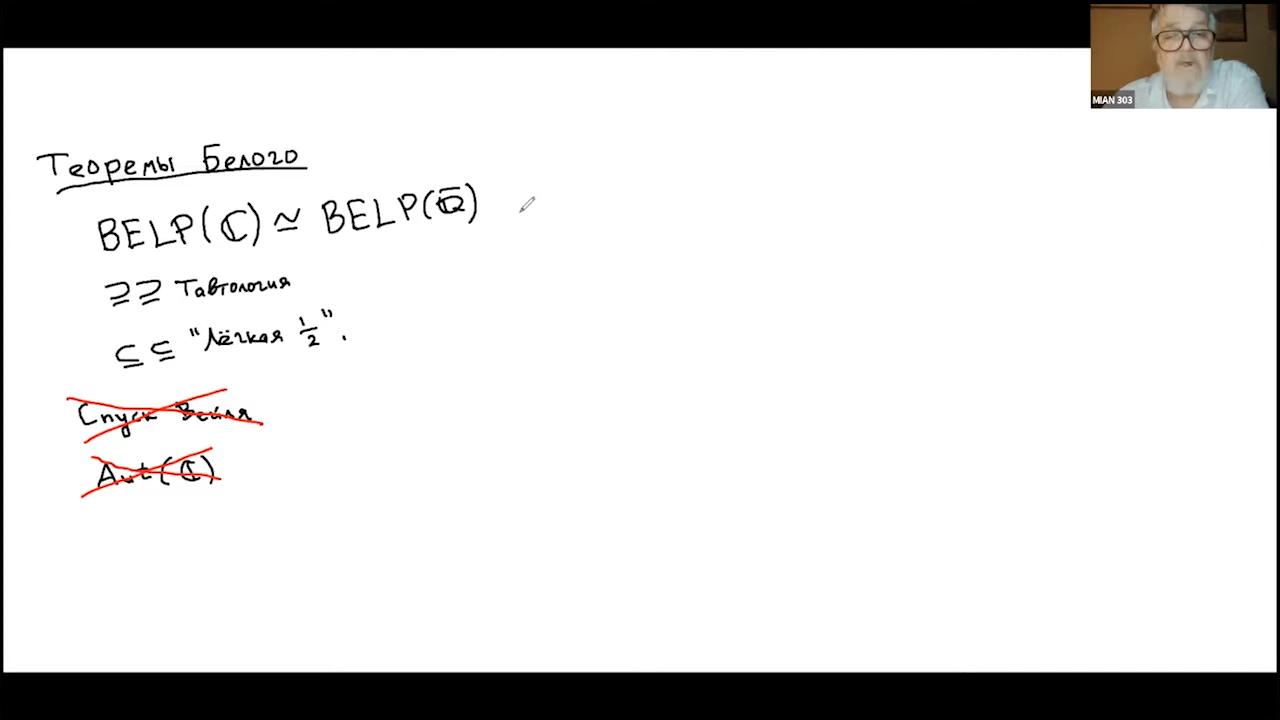 MIAN 303
Теоремы Белого
BELP(ℂ) ≃ BELP(ℚ̅)
⊇ ⊇ Тавтология
⊆ ⊆ "Лёгкая 1/2".
Спуск Вейля
Aut(ℂ)